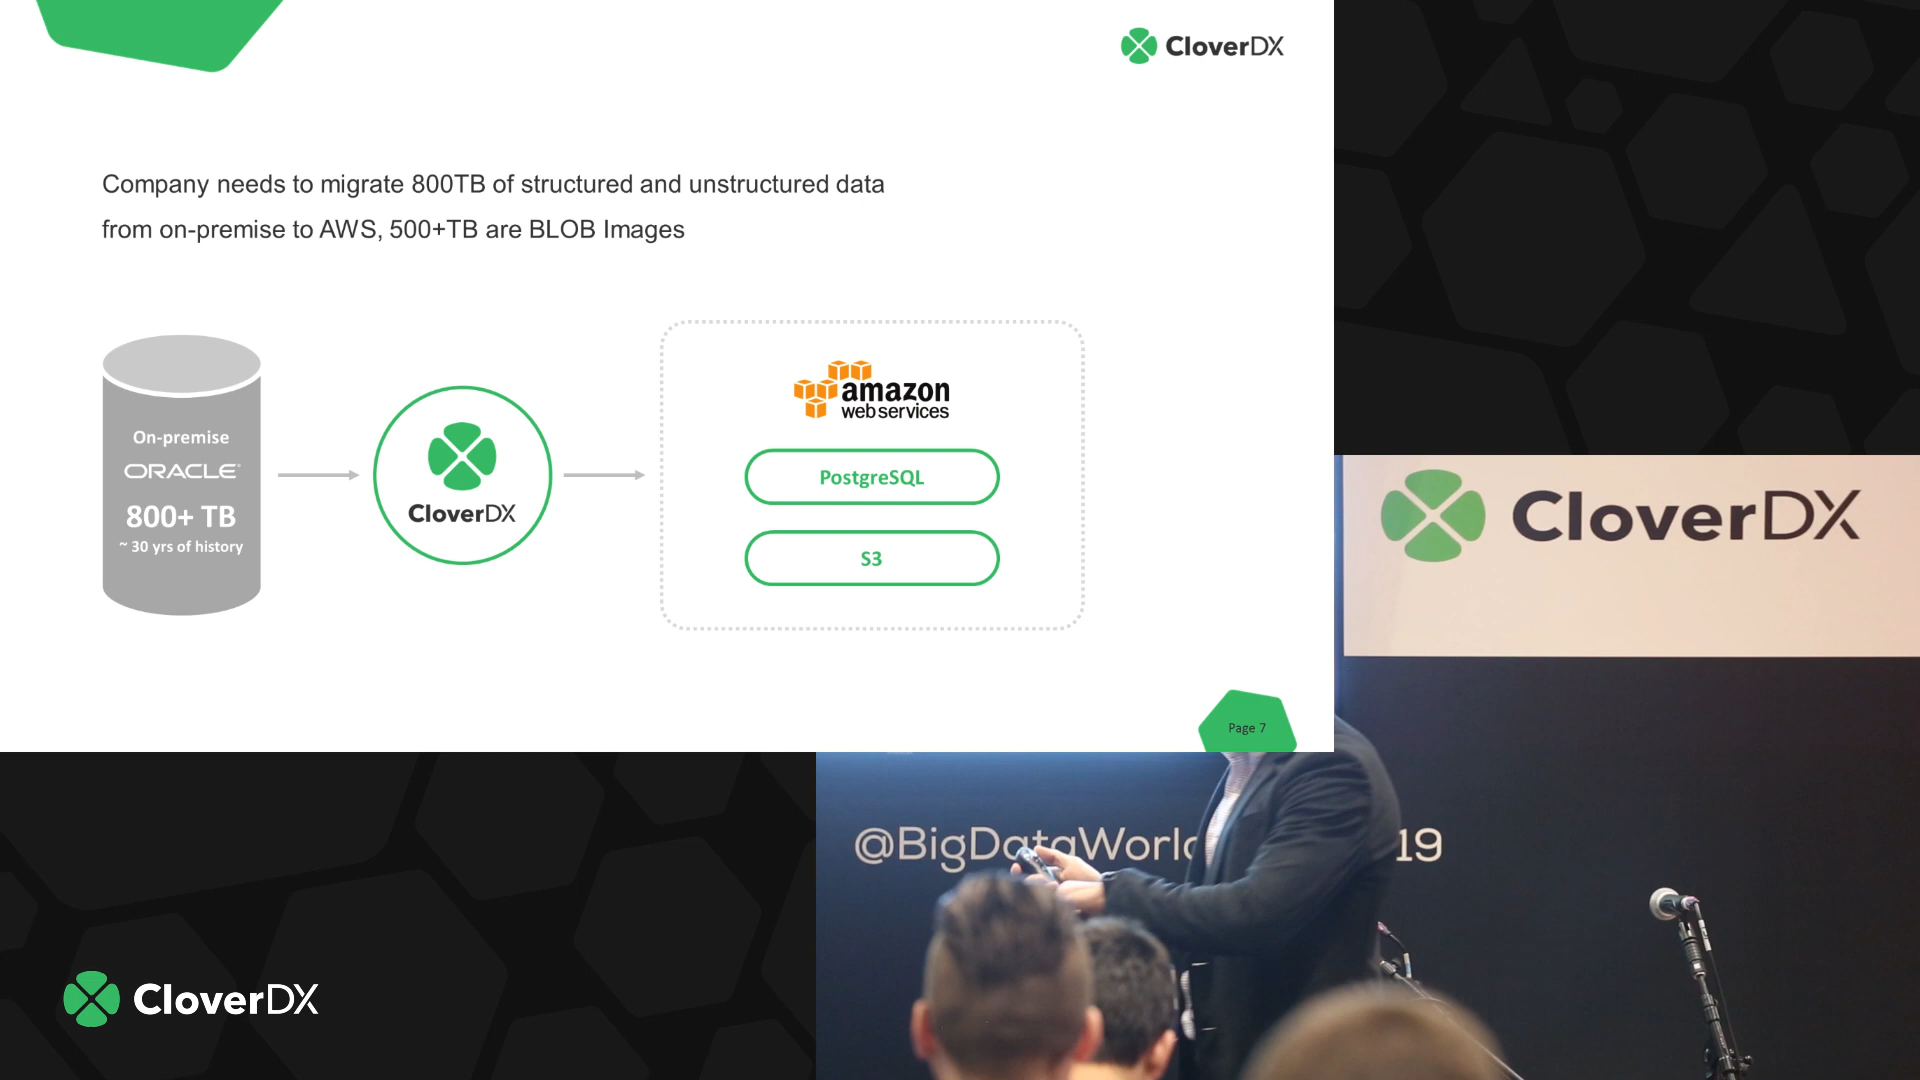 CloverDX
Company needs to migrate 800TB of structured and unstructured data
from on-premise to AWS, 500+TB are BLOB Images
On-premise
ORACLE®
800+ TB
~ 30 yrs of history
CloverDX
amazon
web services
PostgreSQL
S3
Page 7
CloverDX
@BigDataWorl
19
CloverDX